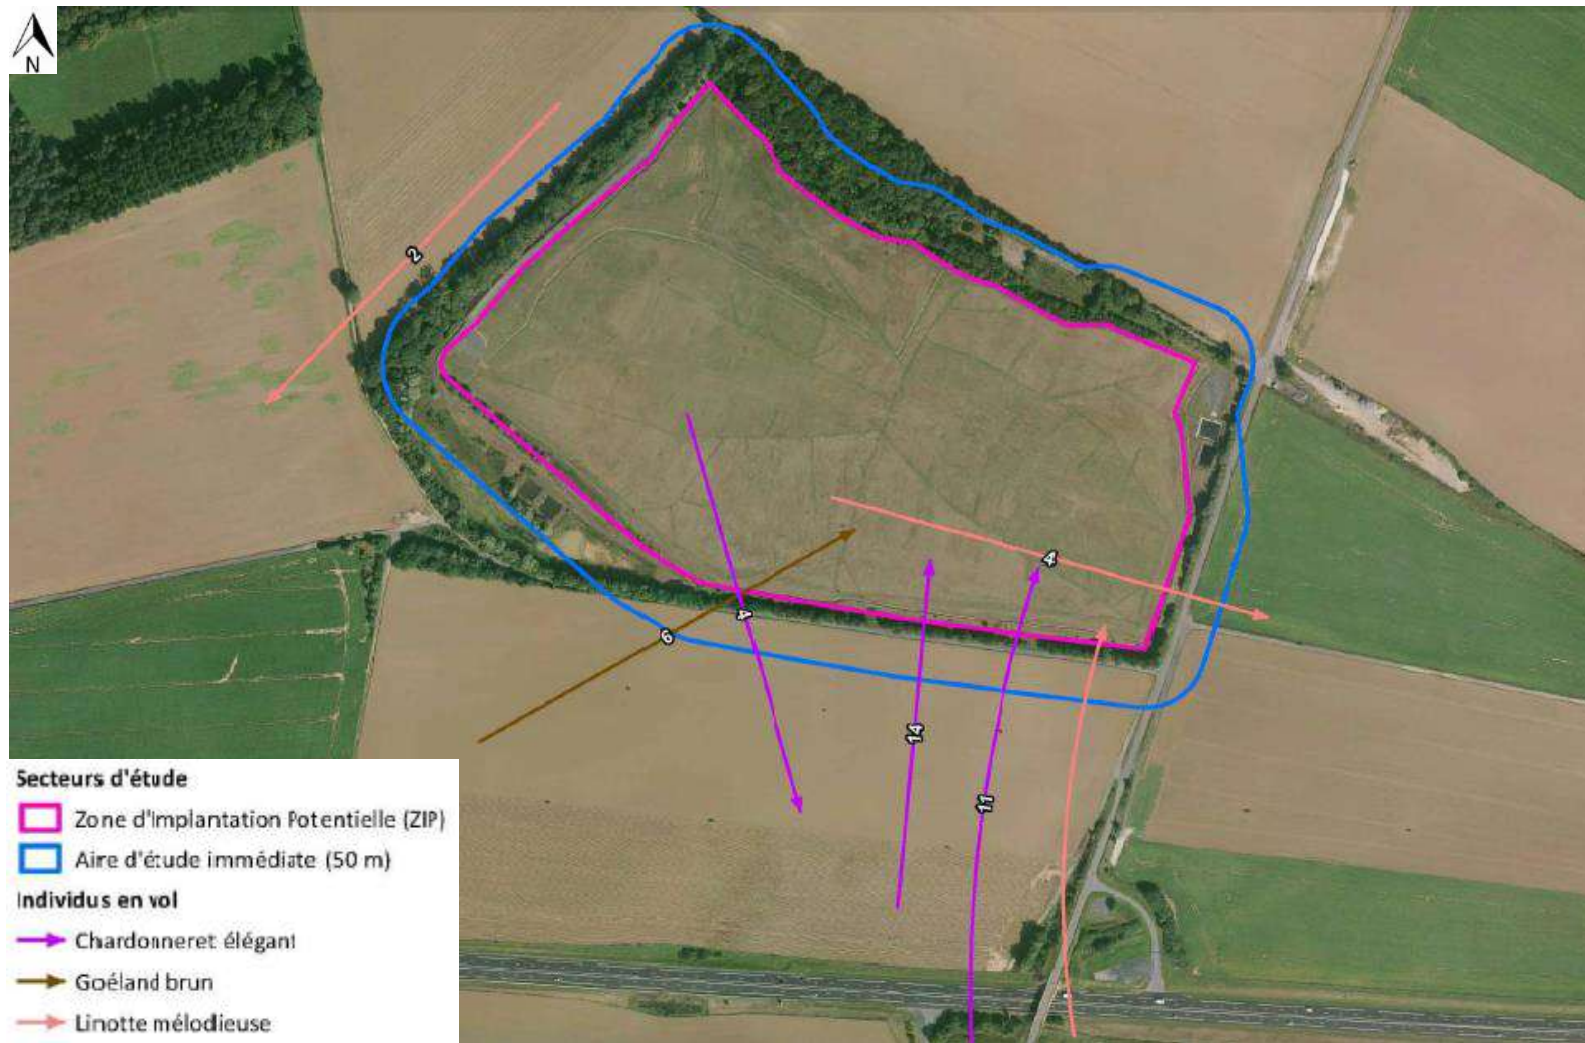 N
2
4
4
6
14
11
Secteurs d'étude
Zone d'Implantation Potentielle (ZIP)
Aire d'étude immédiate (50 m)
Individus en vol
Chardonneret élégant
Goéland brun
Linotte mélodieuse